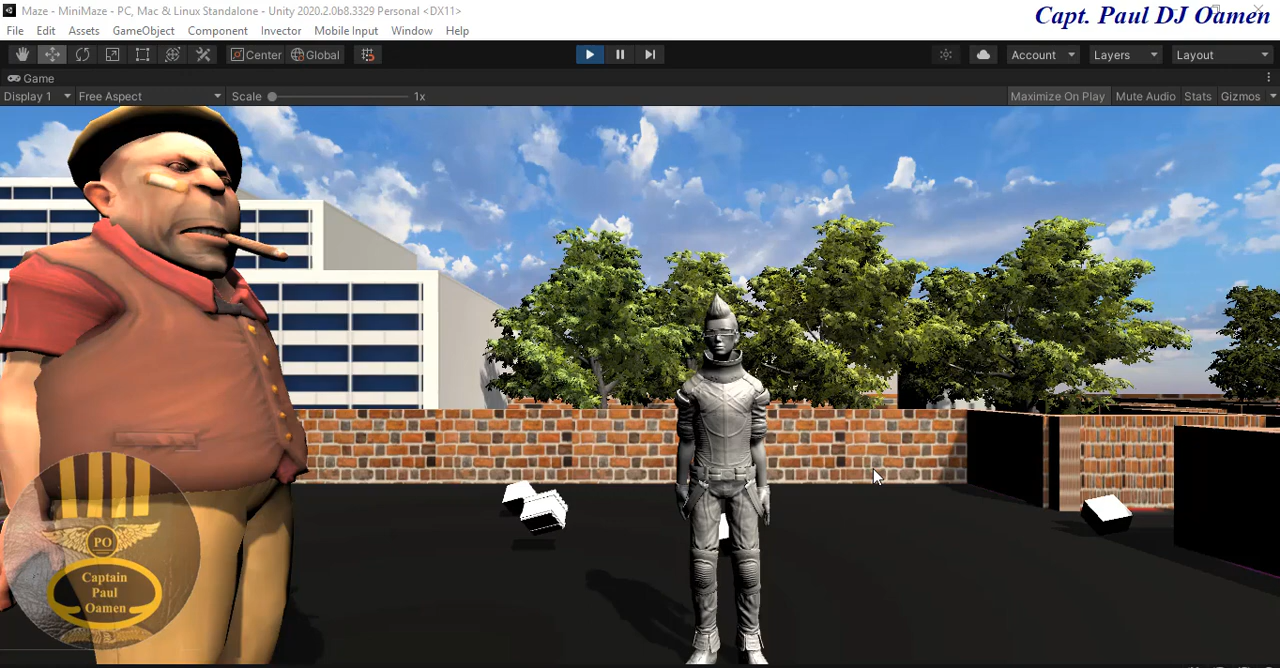 Maze - MiniMaze - PC, Mac & Linux Standalone - Unity 2020.2.0b8.3329 Personal <DX11>
Capt. Paul DJ Oamen
File Edit Assets GameObject Component Invector Mobile Input Window Help
Center Global Account Layers Layout
Game
Display 1 Free Aspect Scale 1x Maximize On Play Mute Audio Stats Gizmos
PO
Captain
Paul
Oamen